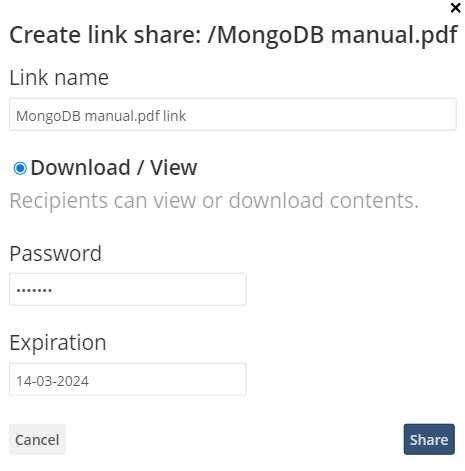 Create link share: /MongoDB manual.pdf
Link name
MongoDB manual.pdf link
Download / View
Recipients can view or download contents.
Password
•••••••
Expiration
14-03-2024
Cancel
Share